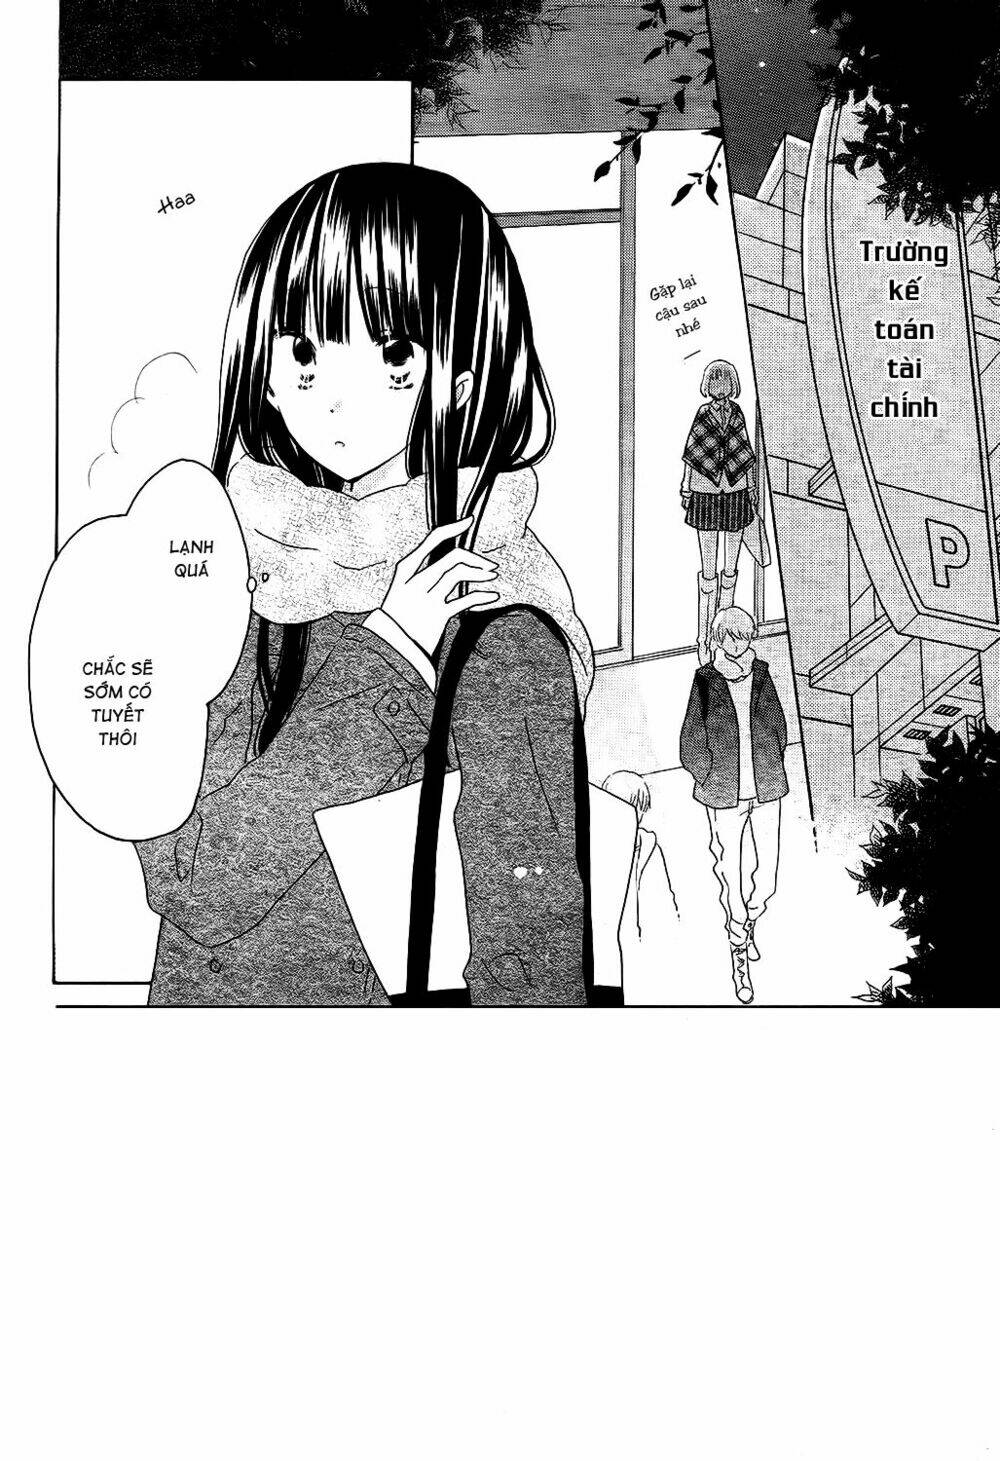 Trường
kế
toán
tài
chính
P
Gặp lại
cậu sau
nhé
Haa
LẠNH
QUÁ
CHẮC SẼ
SỚM CÓ
TUYẾT
THÔI